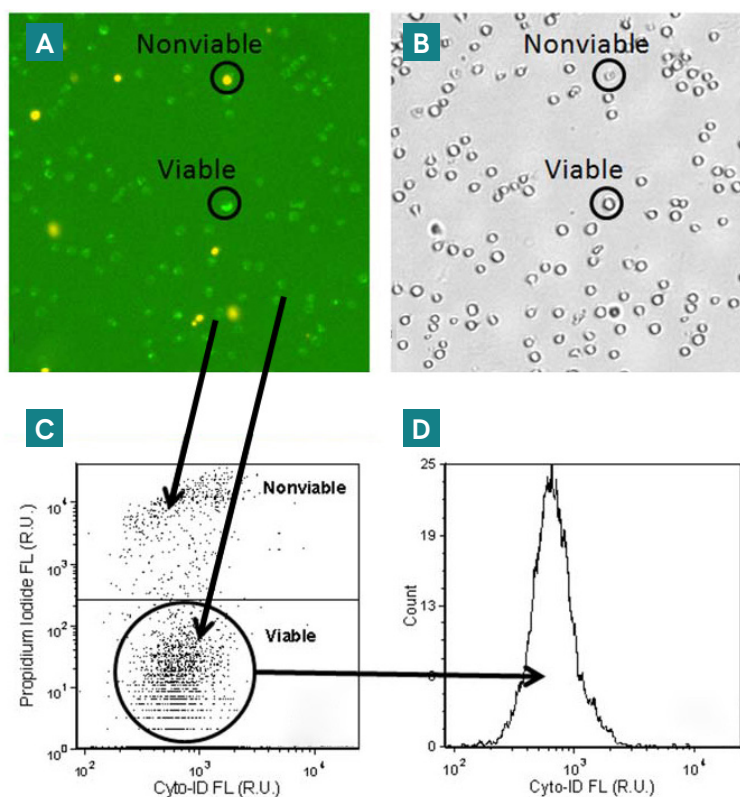 A
Nonviable
Viable
B
Nonviable
Viable
C
Propidium Iodide FL (R.U.)
10⁴
10³
10²
10¹
10⁰
Nonviable
Viable
10² 10³ 10⁴
Cyto-ID FL (R.U.)
D
Count
25
19
13
6
0
10² 10³ 10⁴
Cyto-ID FL (R.U.)